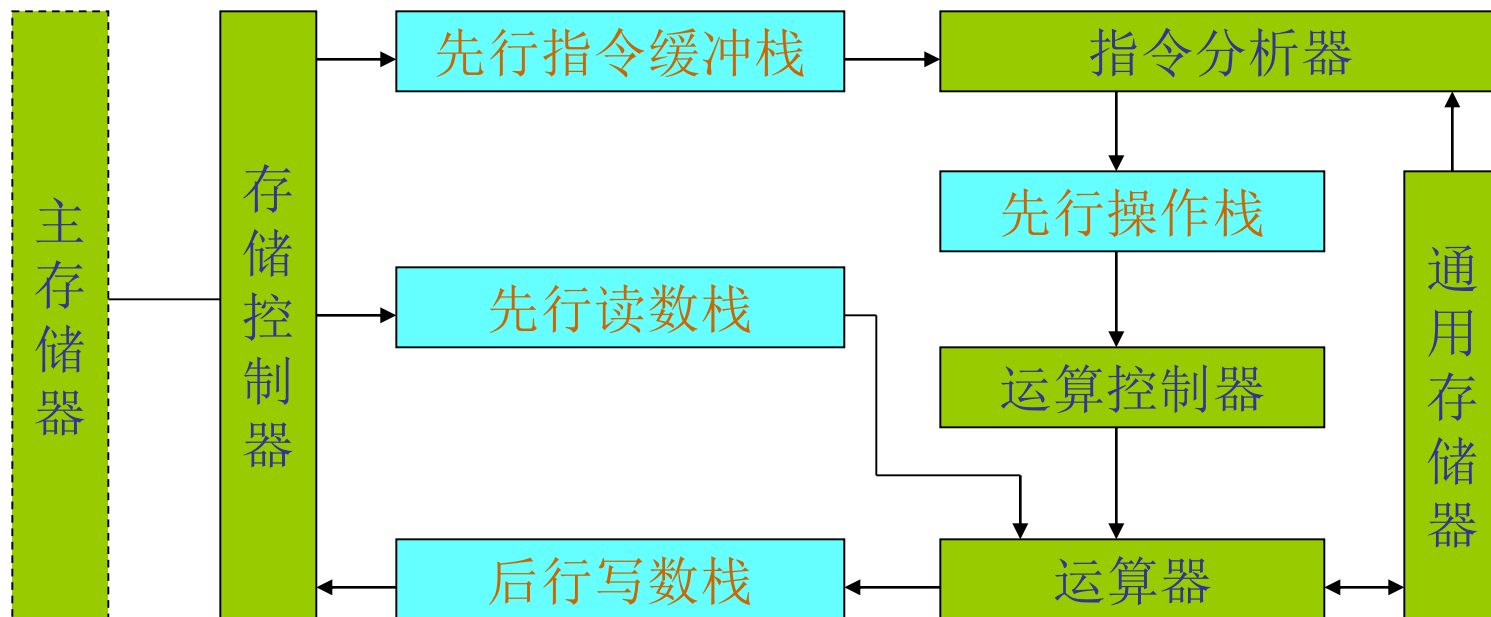 主存储器
存储控制器
先行指令缓冲栈
指令分析器
先行操作栈
通用存储器
先行读数栈
运算控制器
后行写数栈
运算器